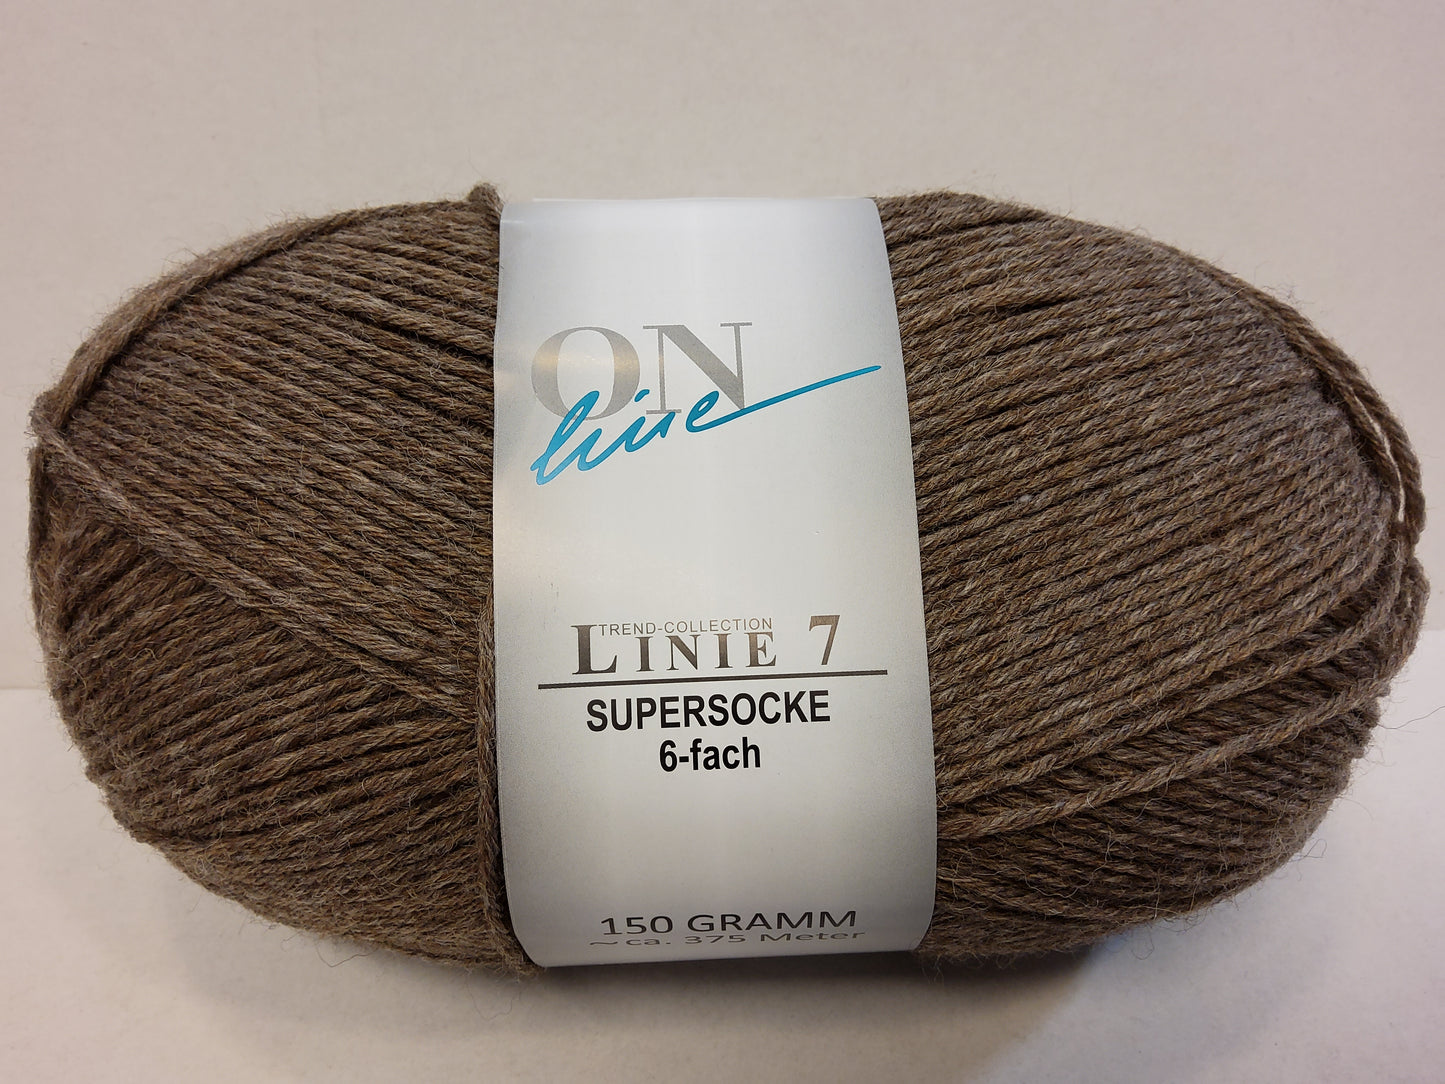 ON
line
TREND-COLLECTION
LINIE 7
SUPERSOCKE
6-fach
150 GRAMM
~ca. 375 Meter